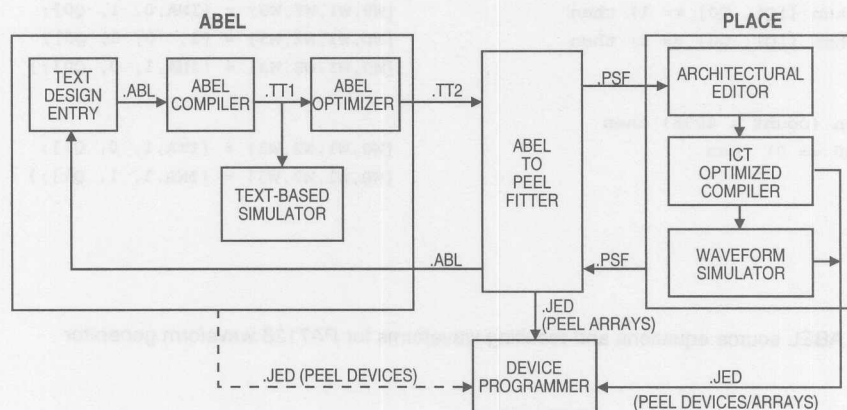 ABEL
PLACE
TEXT
DESIGN
ENTRY
.ABL
ABEL
COMPILER
.TT1
ABEL
OPTIMIZER
.TT2
TEXT-BASED
SIMULATOR
.ABL
ABEL
TO
PEEL
FITTER
.PSF
ARCHITECTURAL
EDITOR
ICT
OPTIMIZED
COMPILER
WAVEFORM
SIMULATOR
.PSF
.JED
(PEEL ARRAYS)
.JED (PEEL DEVICES)
DEVICE
PROGRAMMER
.JED
(PEEL DEVICES/ARRAYS)